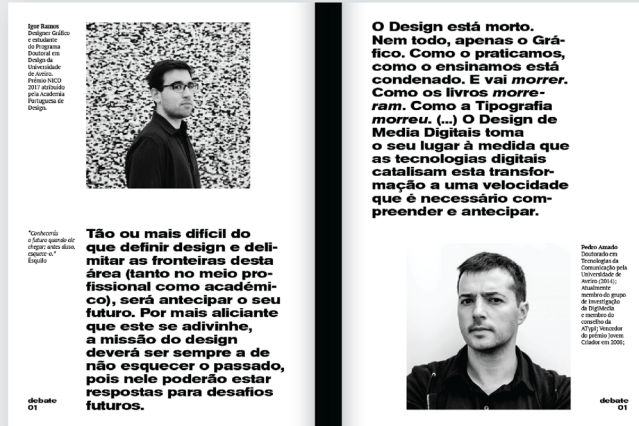 Igor Ramos
Designer Gráfico
e estudante
do Programa
Doutoral em
Design da
Universidade
de Aveiro.
Prémio NICO
2017 atribuído
pela Academia
Portuguesa de
Design.
"Conhecerás
o futuro quando ele
chegar; antes disso,
esquece-o."
Ésquilo
Tão ou mais difícil do
que definir design e deli-
mitar as fronteiras desta
área (tanto no meio pro-
fissional como académi-
co), será antecipar o seu
futuro. Por mais aliciante
que este se adivinhe,
a missão do design
deverá ser sempre a de
não esquecer o passado,
pois nele poderão estar
respostas para desafios
futuros.
debate
01
O Design está morto.
Nem todo, apenas o Grá-
fico. Como o praticamos,
como o ensinamos está
condenado. E vai morrer.
Como os livros morre-
ram. Como a Tipografia
morreu. (...) O Design de
Media Digitais toma
o seu lugar à medida que
as tecnologias digitais
catalisam esta transfor-
mação a uma velocidade
que é necessário com-
preender e antecipar.
Pedro Amado
Doutorado em
Tecnologias da
Comunicação pela
Universidade de
Aveiro (2014);
Atualmente
membro do grupo
de Investigação
da DigiMedia
e membro do
conselho da
ATypI; Vencedor
do prémio Jovem
Criador em 2006;
debate
01